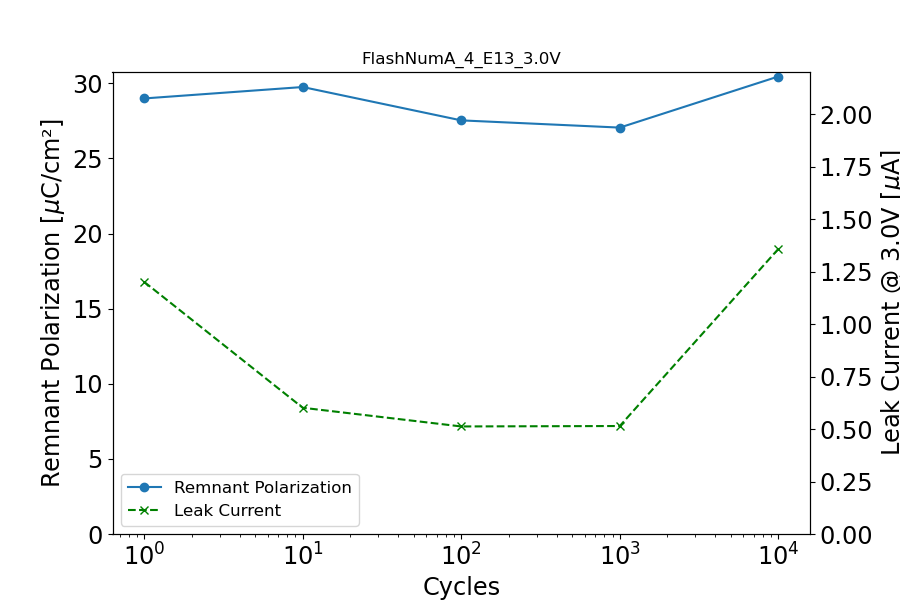 FlashNumA_4_E13_3.0V
Remnant Polarization [μC/cm²]
30
25
20
15
10
5
0
2.00
1.75
1.50
1.25
1.00
0.75
0.50
0.25
0.00
Leak Current @ 3.0V [μA]
Remnant Polarization
Leak Current
10⁰ 10¹ 10² 10³ 10⁴
Cycles